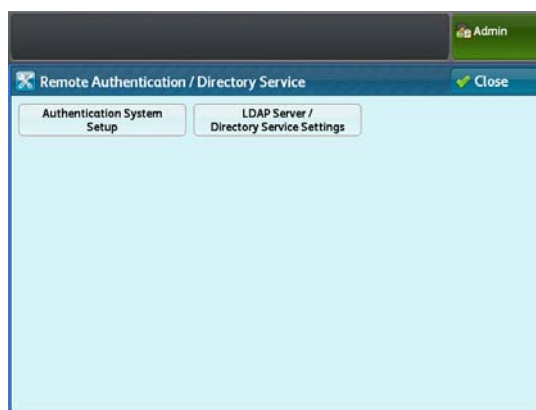 Admin
Remote Authentication / Directory Service
Close
Authentication System
Setup
LDAP Server /
Directory Service Settings